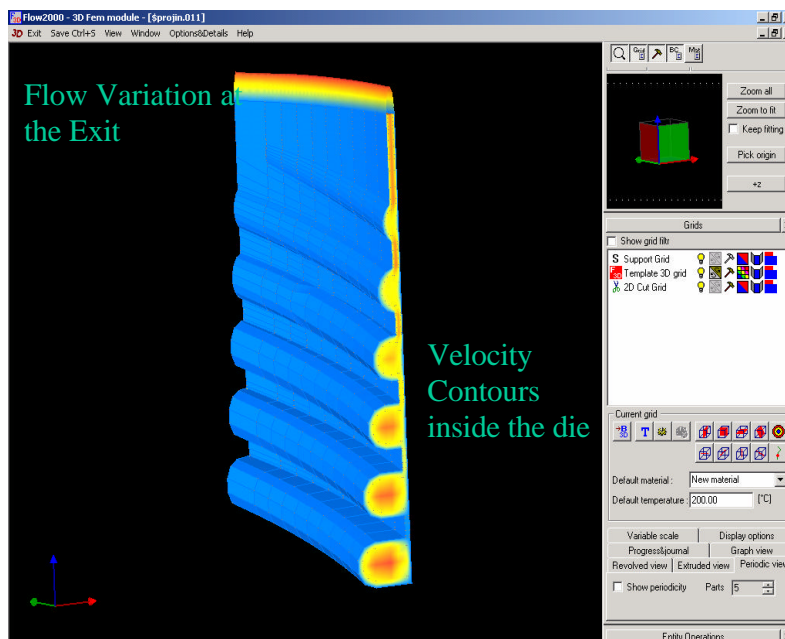 Flow2000 - 3D Fem module - [$projin.011]
3D Exit Save Ctrl+S View Window Options&Details Help
Flow Variation at
the Exit
Velocity
Contours
inside the die
Grid
BC
Mat
Zoom all
Zoom to fit
Keep fitting
Pick origin
+z
Grids
Show grid filtr
S Support Grid
Template 3D grid
2D Cut Grid
Current grid
T
Default material : New material
Default temperature : 200.00 [°C]
Variable scale Display options
Progress&journal Graph view
Revolved view Extruded view Periodic view
Show periodicity Parts 5
Entity Operations